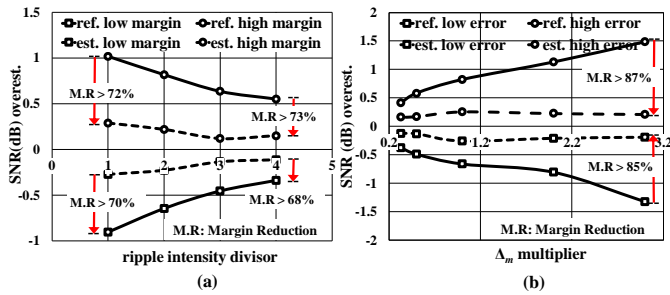 ref. low margin
ref. high margin
est. low margin
est. high margin
M.R > 72%
M.R > 73%
M.R > 70%
M.R > 68%
M.R: Margin Reduction
SNR(dB) overest.
1.5
1
0.5
0
-0.5
-1
0 1 2 3 4 5
ripple intensity divisor
(a)
ref. low error
ref. high error
est. low error
est. high error
M.R > 87%
M.R > 85%
M.R: Margin Reduction
SNR (dB) overest.
2
1.5
1
0.5
0
-0.5
-1
-1.5
-2
0.2 1.2 2.2 3.2
Δm multiplier
(b)